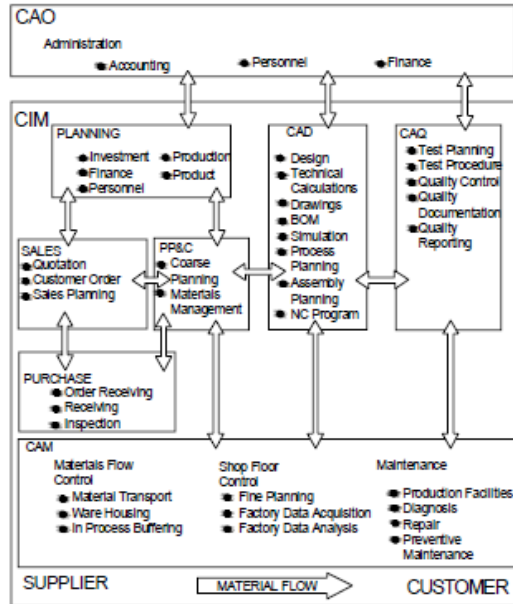 CAO
Administration
Accounting
Personnel
Finance
CIM
PLANNING
Investment
Finance
Personnel
Production
Product
CAD
Design
Technical
Calculations
Drawings
BOM
Simulation
Process
Planning
Assembly
Planning
NC Program
CAQ
Test Planning
Test Procedure
Quality Control
Quality
Documentation
Quality
Reporting
SALES
Quotation
Customer Order
Sales Planning
PP&C
Coarse
Planning
Materials
Management
PURCHASE
Order Receiving
Receiving
Inspection
CAM
Materials Flow
Control
Material Transport
Ware Housing
In Process Buffering
Shop Floor
Control
Fine Planning
Factory Data Acquisition
Factory Data Analysis
Maintenance
Production Facilities
Diagnosis
Repair
Preventive
Maintenance
SUPPLIER
MATERIAL FLOW
CUSTOMER